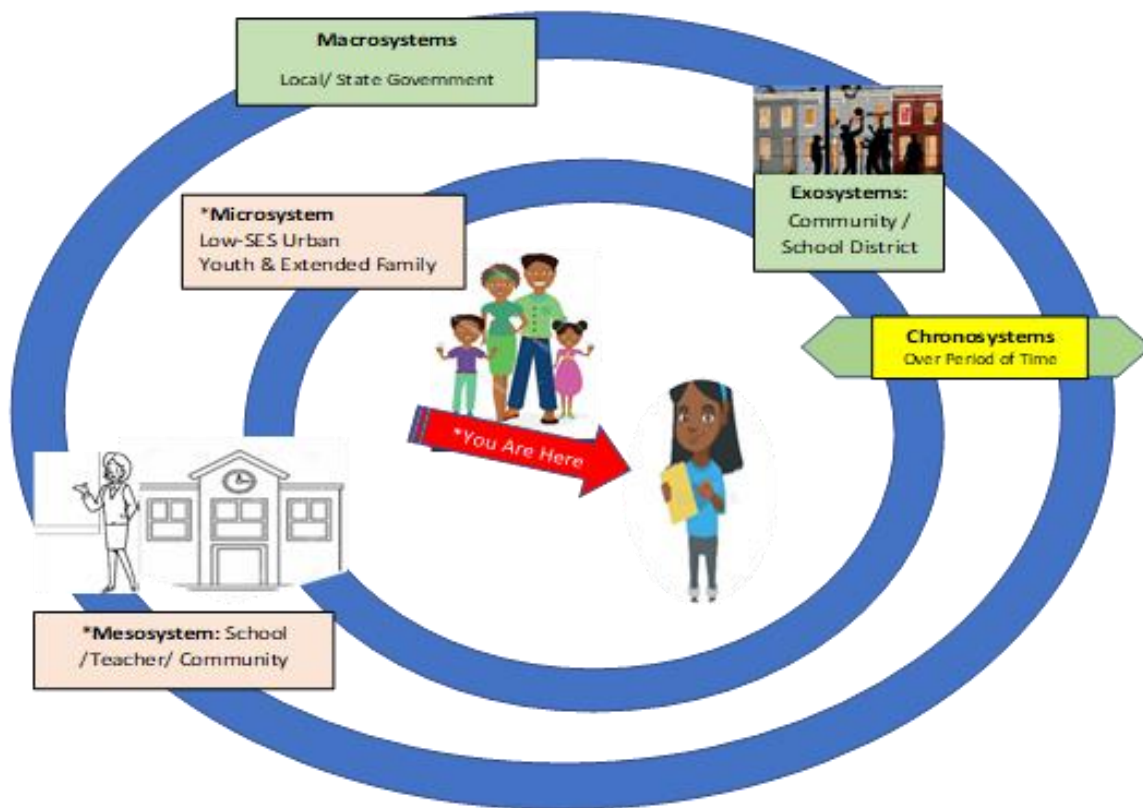 Macrosystems
Local/ State Government
Exosystems:
Community /
School District
*Microsystem
Low-SES Urban
Youth & Extended Family
Chronosystems
Over Period of Time
*You Are Here
*Mesosystem: School
/Teacher/ Community